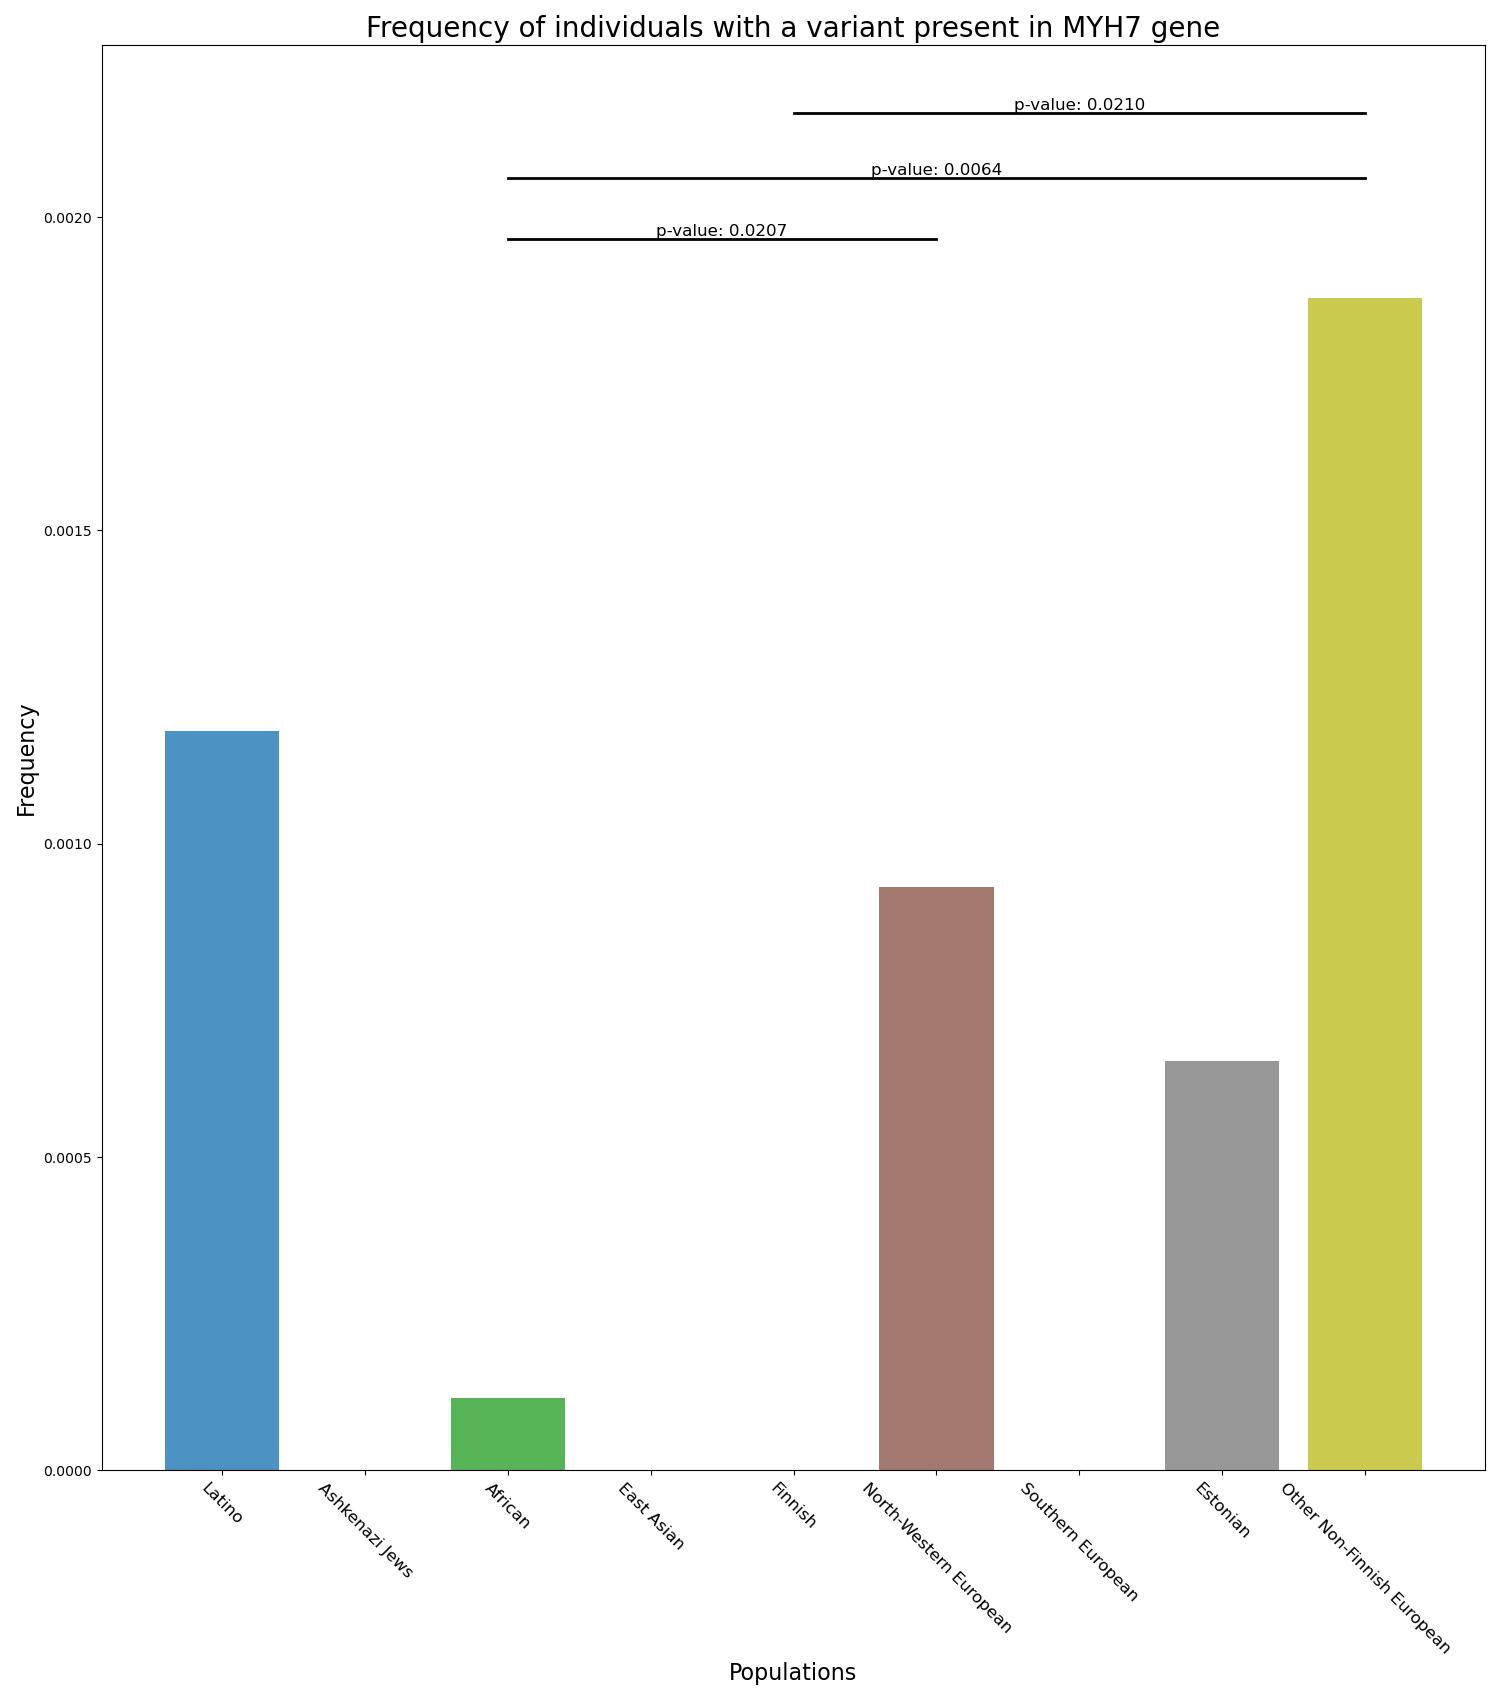 Frequency of individuals with a variant present in MYH7 gene
p-value: 0.0210
p-value: 0.0064
p-value: 0.0207
0.0020
0.0015
0.0010
0.0005
0.0000
Frequency
Latino
Ashkenazi Jews
African
East Asian
Finnish
North-Western European
Southern European
Estonian
Other Non-Finnish European
Populations